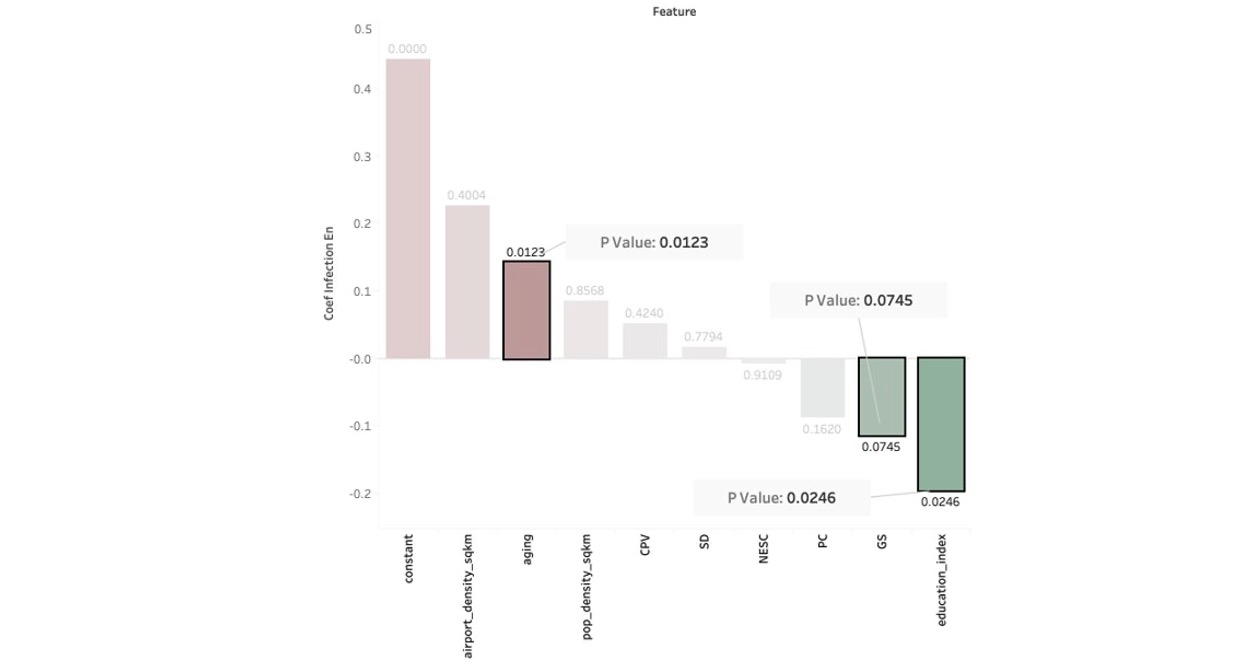 Feature
0.5
0.0000
0.4
0.3
0.4004
0.2
0.0123
P Value: 0.0123
0.8568
P Value: 0.0745
0.1
0.4240
0.7794
-0.0
0.9109
-0.1
0.1620
0.0745
-0.2
P Value: 0.0246
0.0246
Coef Infection En
constant
airport_density_sqkm
aging
pop_density_sqkm
CPV
SD
NESC
PC
GS
education_index